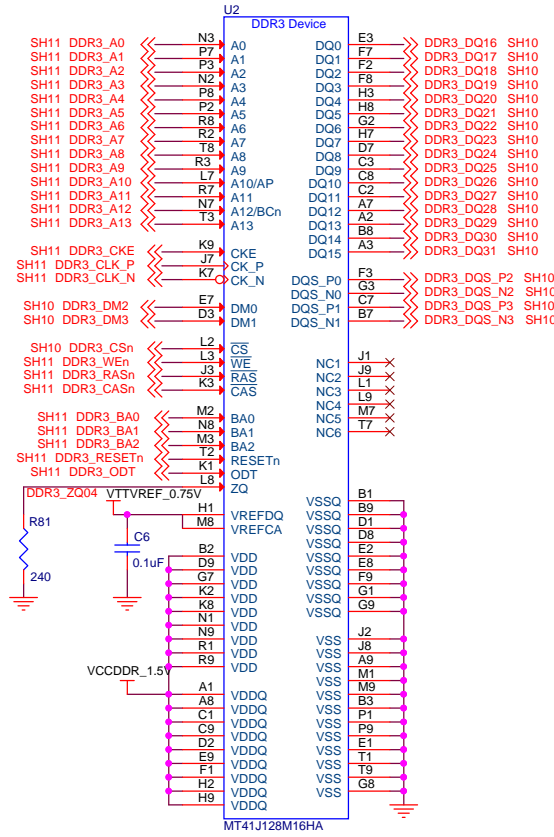 U2
DDR3 Device
SH11 DDR3_A0 N3 A0 DQ0 E3 DDR3_DQ16 SH10
SH11 DDR3_A1 P7 A1 DQ1 F7 DDR3_DQ17 SH10
SH11 DDR3_A2 P3 A2 DQ2 F2 DDR3_DQ18 SH10
SH11 DDR3_A3 N2 A3 DQ3 F8 DDR3_DQ19 SH10
SH11 DDR3_A4 P8 A4 DQ4 H3 DDR3_DQ20 SH10
SH11 DDR3_A5 P2 A5 DQ5 H8 DDR3_DQ21 SH10
SH11 DDR3_A6 R8 A6 DQ6 G2 DDR3_DQ22 SH10
SH11 DDR3_A7 R2 A7 DQ7 H7 DDR3_DQ23 SH10
SH11 DDR3_A8 T8 A8 DQ8 D7 DDR3_DQ24 SH10
SH11 DDR3_A9 R3 A9 DQ9 C3 DDR3_DQ25 SH10
SH11 DDR3_A10 L7 A10/AP DQ10 C8 DDR3_DQ26 SH10
SH11 DDR3_A11 R7 A11 DQ11 C2 DDR3_DQ27 SH10
SH11 DDR3_A12 N7 A12/BCn DQ12 A7 DDR3_DQ28 SH10
SH11 DDR3_A13 T3 A13 DQ13 A2 DDR3_DQ29 SH10
DQ14 B8 DDR3_DQ30 SH10
DQ15 A3 DDR3_DQ31 SH10
SH11 DDR3_CKE K9 CKE
SH11 DDR3_CLK_P J7 CK_P DQS_P0 F3 DDR3_DQS_P2 SH10
SH11 DDR3_CLK_N K7 CK_N DQS_N0 G3 DDR3_DQS_N2 SH10
SH10 DDR3_DM2 E7 DM0 DQS_P1 C7 DDR3_DQS_P3 SH10
SH10 DDR3_DM3 D3 DM1 DQS_N1 B7 DDR3_DQS_N3 SH10
SH10 DDR3_CSn L2 CS
SH11 DDR3_WEn L3 WE NC1 J1
SH11 DDR3_RASn J3 RAS NC2 J9
SH11 DDR3_CASn K3 CAS NC3 L1
NC4 L9
SH11 DDR3_BA0 M2 BA0 NC5 M7
SH11 DDR3_BA1 N8 BA1 NC6 T7
SH11 DDR3_BA2 M3 BA2
SH11 DDR3_RESETn T2 RESETn
SH11 DDR3_ODT K1 ODT
DDR3_ZQ04 L8 ZQ
VTTVREF_0.75V
H1 VREFDQ VSSQ B1
M8 VREFCA VSSQ B9
R81
240
C6
0.1uF
VSSQ D1
VSSQ D8
B2 VDD VSSQ E2
D9 VDD VSSQ E8
G7 VDD VSSQ F9
K2 VDD VSSQ G1
K8 VDD VSSQ G9
N1 VDD
N9 VDD VSS J2
R1 VDD VSS J8
R9 VDD VSS A9
VCCDDR_1.5V
VSS M1
A1 VDDQ VSS M9
A8 VDDQ VSS B3
C1 VDDQ VSS P1
C9 VDDQ VSS P9
D2 VDDQ VSS E1
E9 VDDQ VSS T1
F1 VDDQ VSS T9
H2 VDDQ VSS G8
H9 VDDQ
MT41J128M16HA